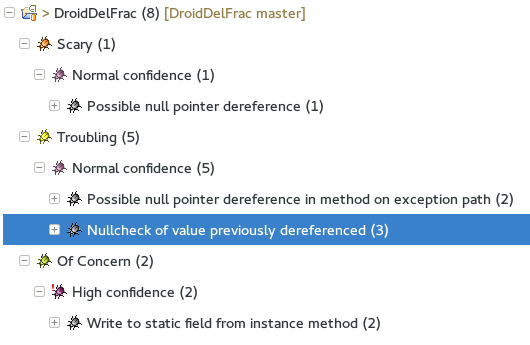 > DroidDelFrac (8) [DroidDelFrac master]
Scary (1)
Normal confidence (1)
Possible null pointer dereference (1)
Troubling (5)
Normal confidence (5)
Possible null pointer dereference in method on exception path (2)
Nullcheck of value previously dereferenced (3)
Of Concern (2)
High confidence (2)
Write to static field from instance method (2)